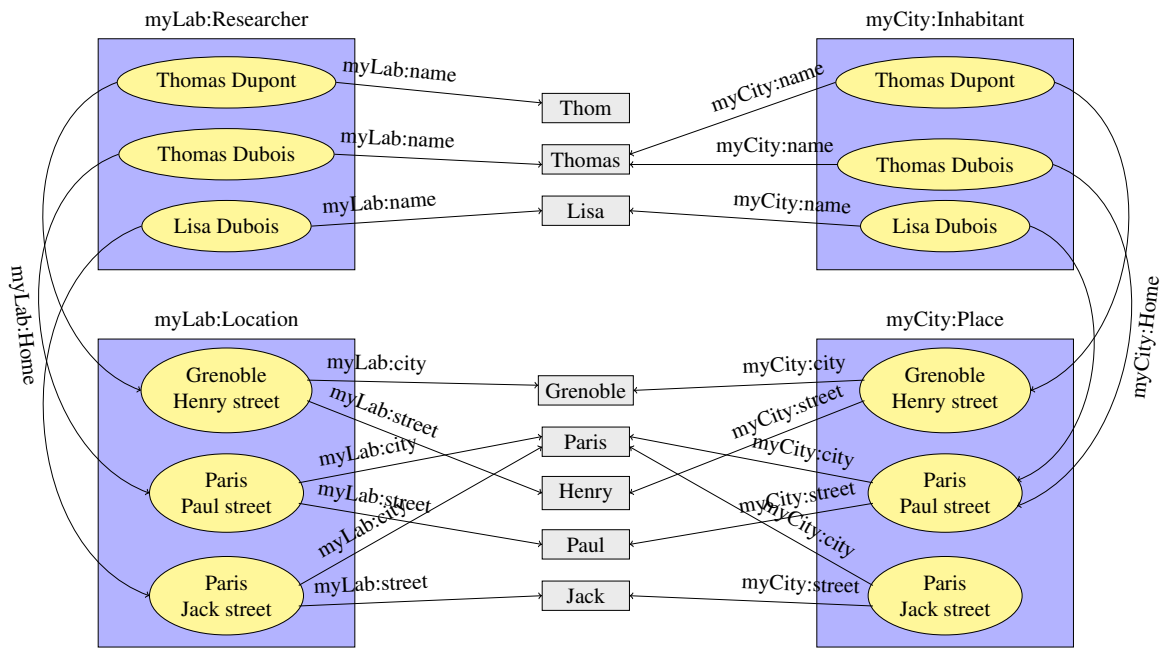 myLab:Researcher
myCity:Inhabitant
Thomas Dupont
myLab:name
Thom
myCity:name
Thomas Dupont
Thomas Dubois
myLab:name
Thomas
myCity:name
Thomas Dubois
Lisa Dubois
myLab:name
Lisa
myCity:name
Lisa Dubois
myLab:Home
myCity:Home
myLab:Location
myCity:Place
Grenoble
Henry street
myLab:city
myLab:street
Grenoble
myCity:city
myCity:street
Grenoble
Henry street
Paris
Paul street
myLab:city
myLab:street
Paris
Henry
myCity:city
myCity:street
Paris
Paul street
Paris
Jack street
myLab:city
myLab:street
Paul
Jack
myCity:city
myCity:street
Paris
Jack street